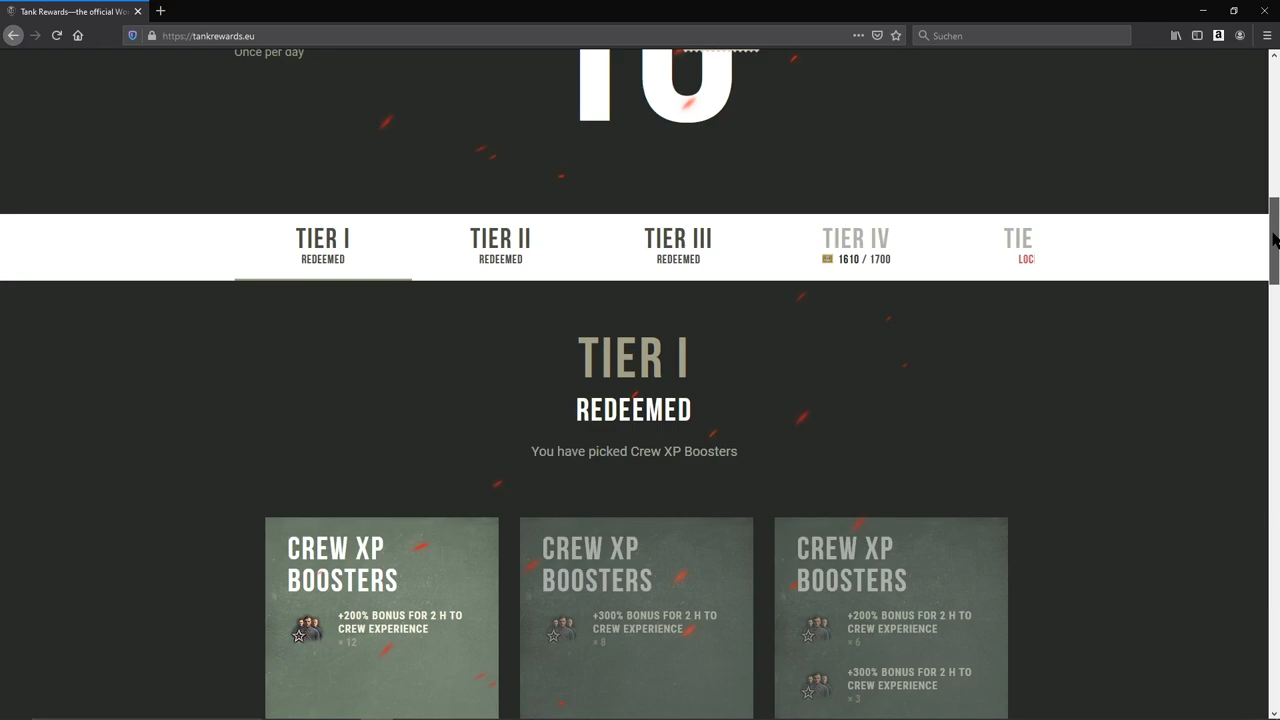 Tank Rewards—the official Wo
https://tankrewards.eu
Suchen
Once per day
10
TIER I
REDEEMED
TIER II
REDEEMED
TIER III
REDEEMED
TIER IV
1610 / 1700
TIE
LOC
TIER I
REDEEMED
You have picked Crew XP Boosters
CREW XP
BOOSTERS
+200% BONUS FOR 2 H TO
CREW EXPERIENCE
× 12
CREW XP
BOOSTERS
+300% BONUS FOR 2 H TO
CREW EXPERIENCE
× 8
CREW XP
BOOSTERS
+200% BONUS FOR 2 H TO
CREW EXPERIENCE
× 6
+300% BONUS FOR 2 H TO
CREW EXPERIENCE
× 3